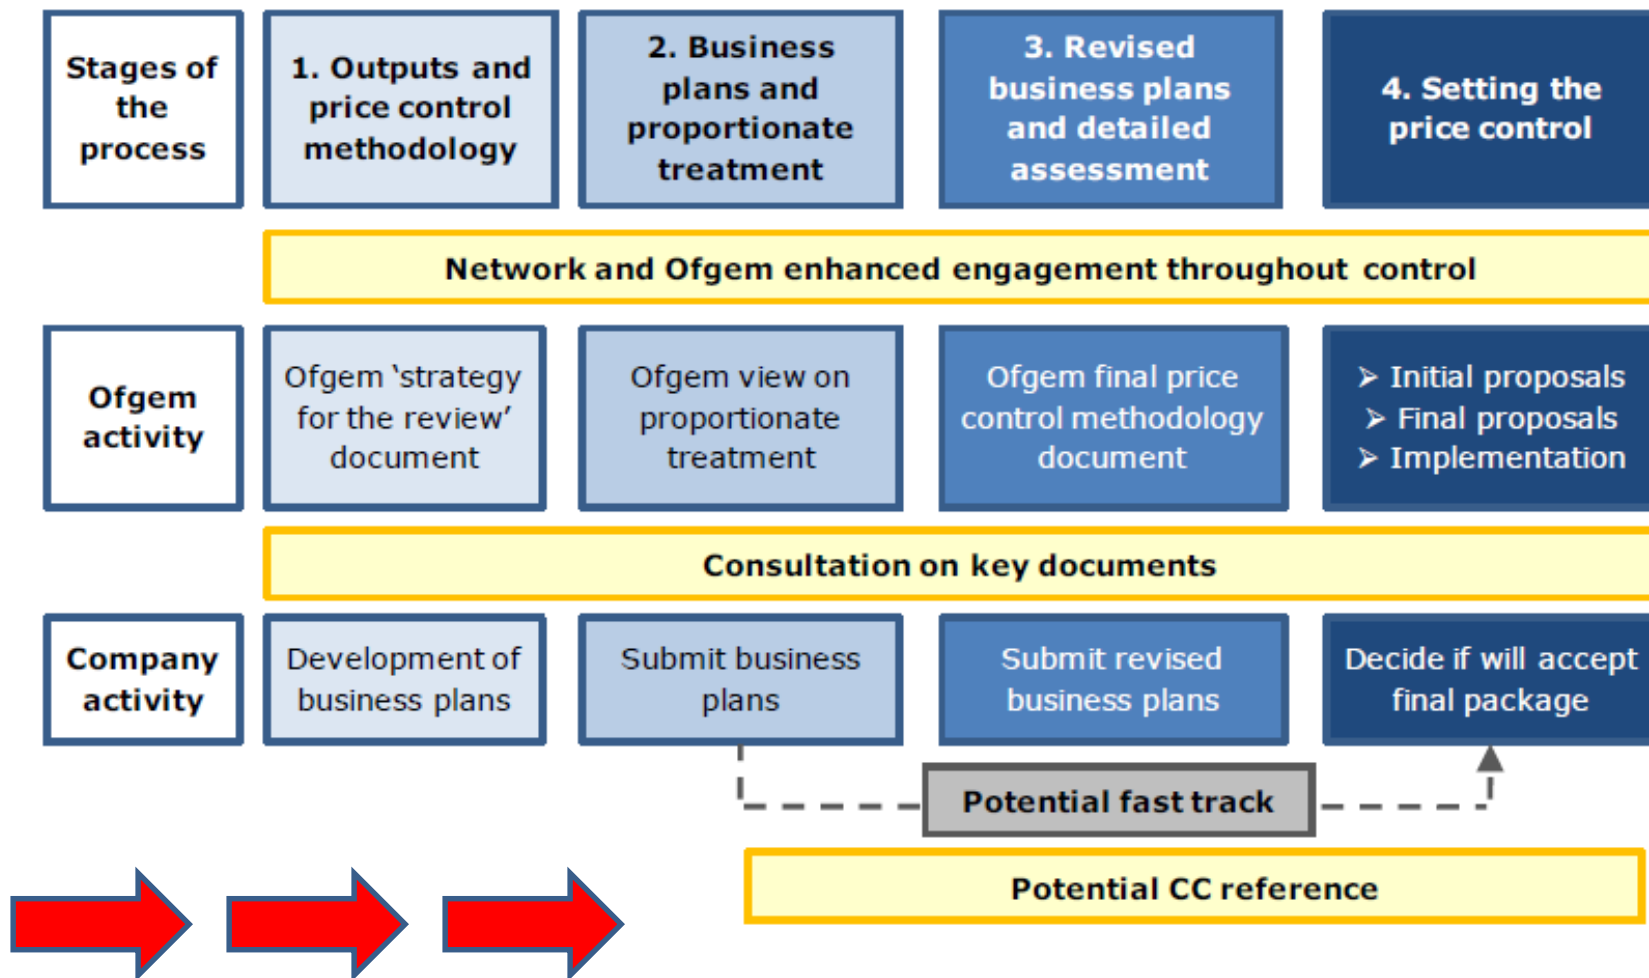 Stages of
the
process
1. Outputs and
price control
methodology
2. Business
plans and
proportionate
treatment
3. Revised
business plans
and detailed
assessment
4. Setting the
price control
Network and Ofgem enhanced engagement throughout control
Ofgem
activity
Ofgem ‘strategy
for the review’
document
Ofgem view on
proportionate
treatment
Ofgem final price
control methodology
document
➢ Initial proposals
➢ Final proposals
➢ Implementation
Consultation on key documents
Company
activity
Development of
business plans
Submit business
plans
Submit revised
business plans
Decide if will accept
final package
Potential fast track
Potential CC reference